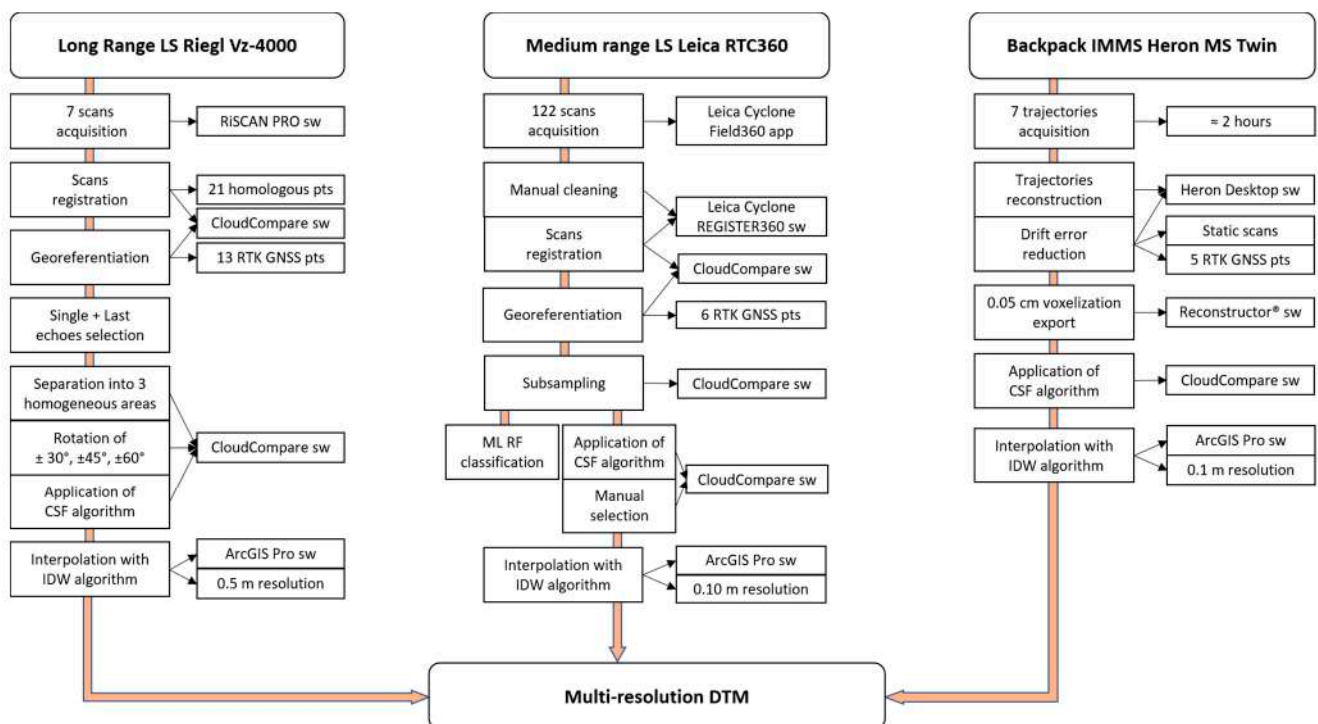 Long Range LS Riegl Vz-4000
7 scans
acquisition
RiSCAN PRO sw
Scans
registration
21 homologous pts
CloudCompare sw
Georeferentiation
13 RTK GNSS pts
Single + Last
echoes selection
Separation into 3
homogeneous areas
Rotation of
± 30°, ±45°, ±60°
CloudCompare sw
Application of
CSF algorithm
Interpolation with
IDW algorithm
ArcGIS Pro sw
0.5 m resolution
Medium range LS Leica RTC360
122 scans
acquisition
Leica Cyclone
Field360 app
Manual cleaning
Leica Cyclone
REGISTER360 sw
Scans
registration
CloudCompare sw
Georeferentiation
6 RTK GNSS pts
Subsampling
CloudCompare sw
ML RF
classification
Application of
CSF algorithm
Manual
selection
CloudCompare sw
Interpolation with
IDW algorithm
ArcGIS Pro sw
0.10 m resolution
Backpack IMMS Heron MS Twin
7 trajectories
acquisition
≈ 2 hours
Trajectories
reconstruction
Heron Desktop sw
Drift error
reduction
Static scans
5 RTK GNSS pts
0.05 cm voxelization
export
Reconstructor® sw
Application of
CSF algorithm
CloudCompare sw
Interpolation with
IDW algorithm
ArcGIS Pro sw
0.1 m resolution
Multi-resolution DTM